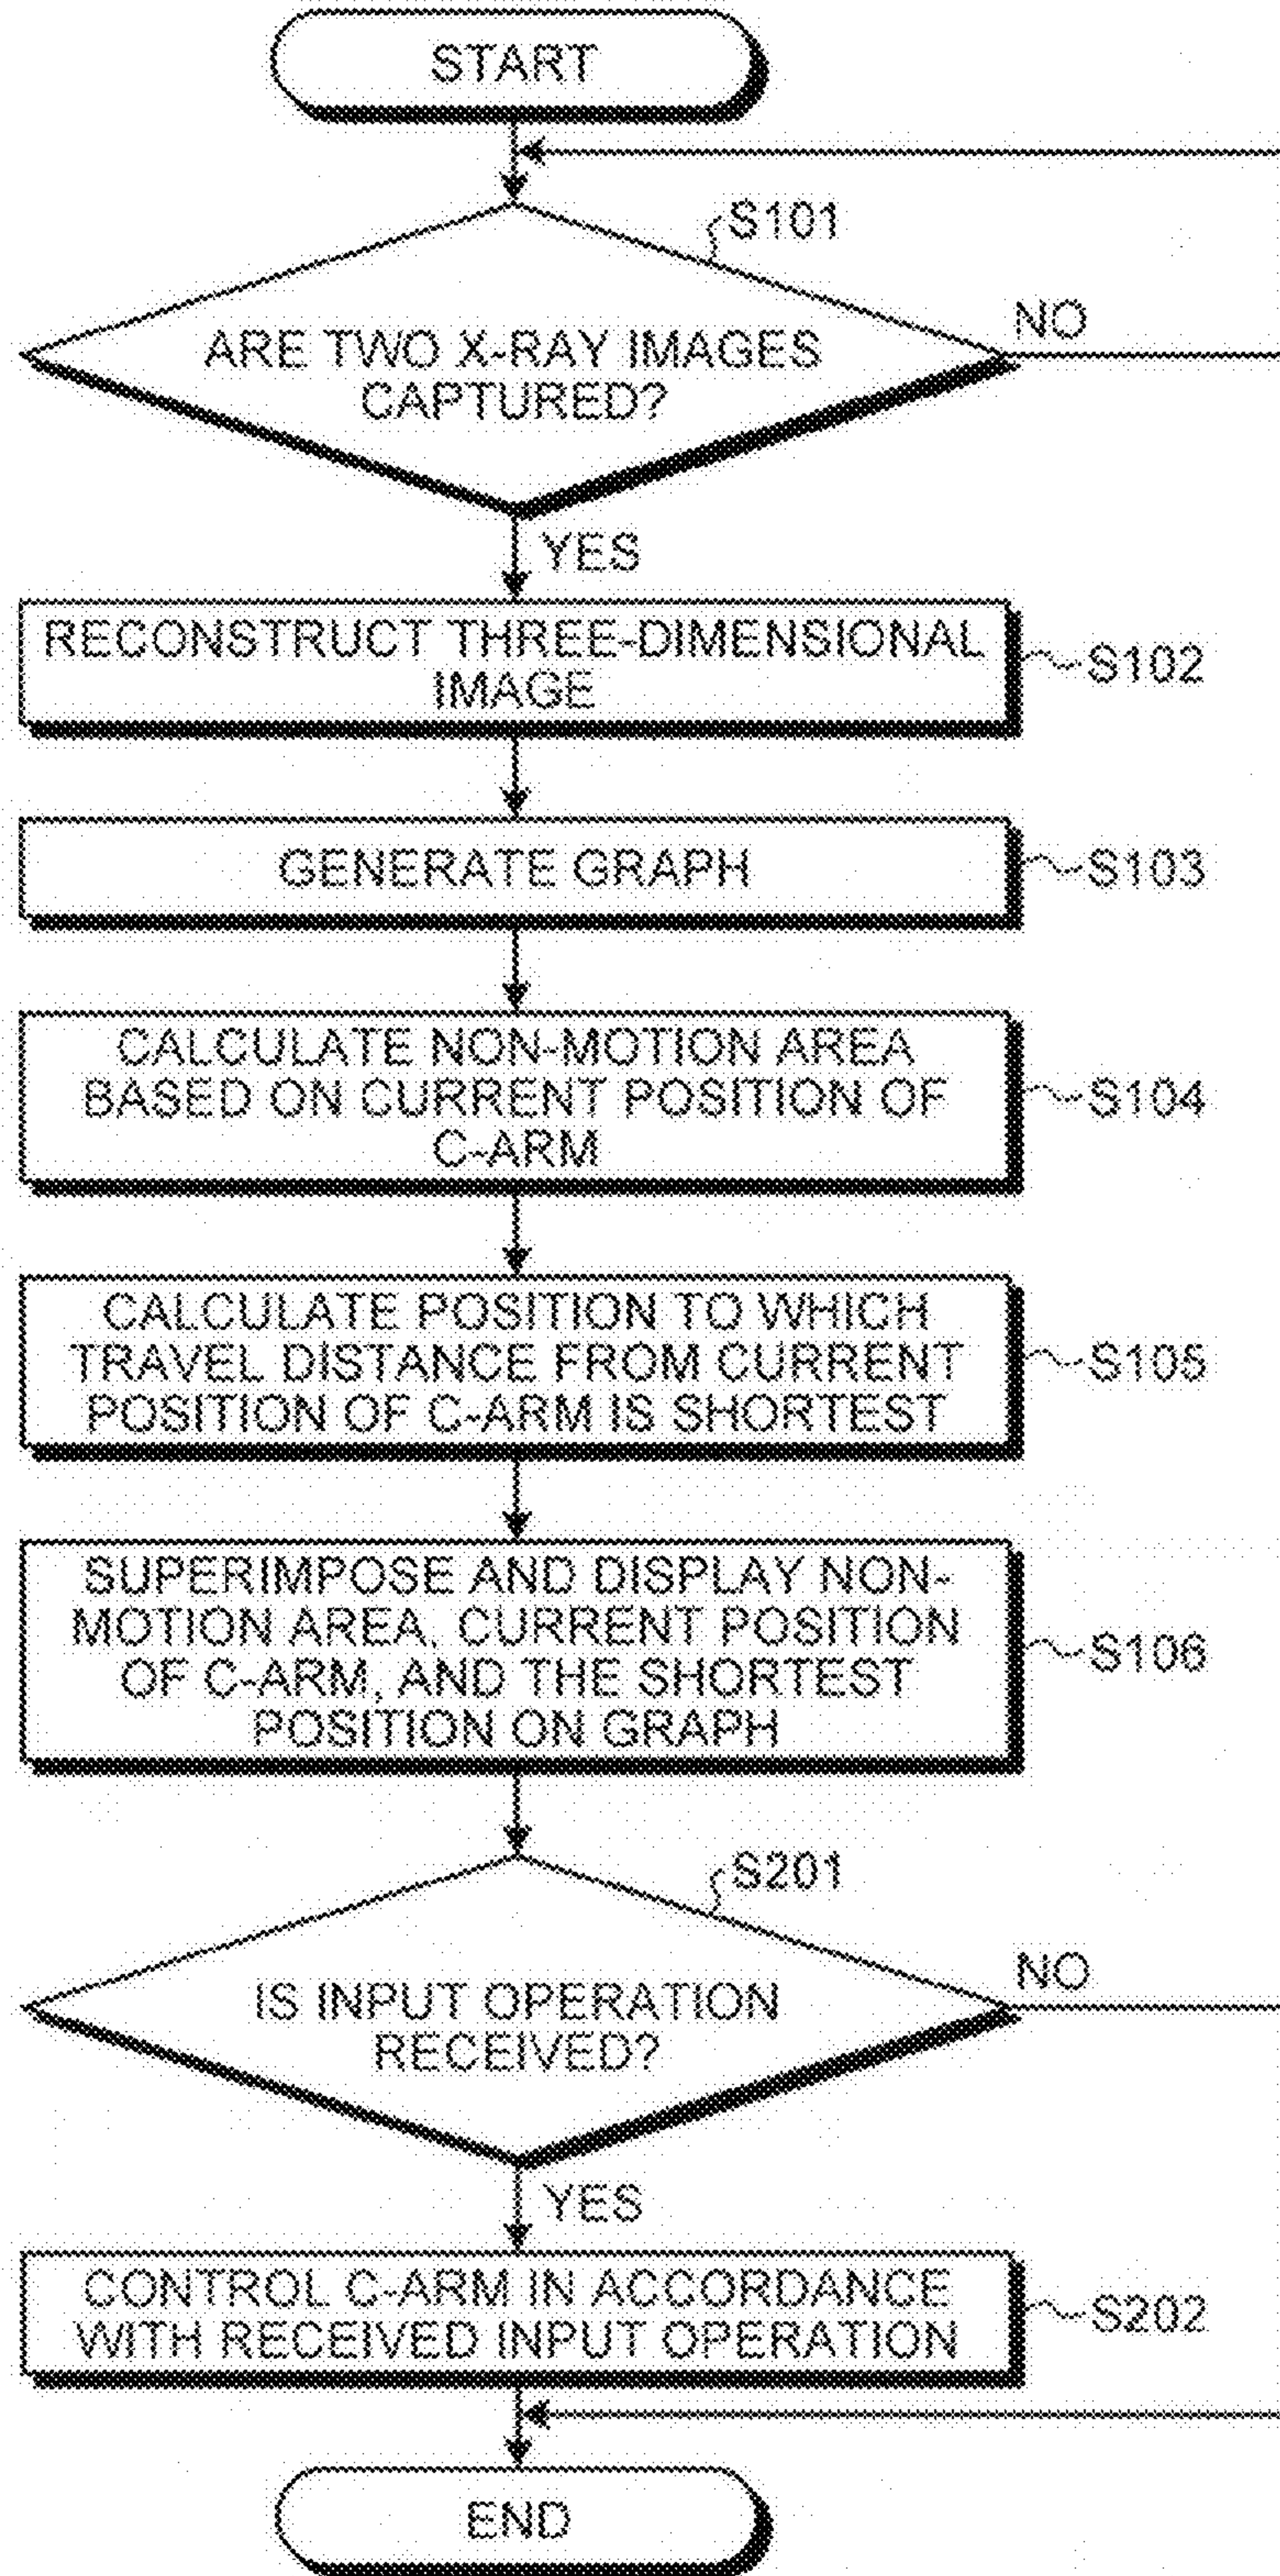 START
S101
ARE TWO X-RAY IMAGES
CAPTURED?
NO
YES
RECONSTRUCT THREE-DIMENSIONAL
IMAGE
S102
GENERATE GRAPH
S103
CALCULATE NON-MOTION AREA
BASED ON CURRENT POSITION OF
C-ARM
S104
CALCULATE POSITION TO WHICH
TRAVEL DISTANCE FROM CURRENT
POSITION OF C-ARM IS SHORTEST
S105
SUPERIMPOSE AND DISPLAY NON-
MOTION AREA, CURRENT POSITION
OF C-ARM, AND THE SHORTEST
POSITION ON GRAPH
S106
S201
IS INPUT OPERATION
RECEIVED?
NO
YES
CONTROL C-ARM IN ACCORDANCE
WITH RECEIVED INPUT OPERATION
S202
END